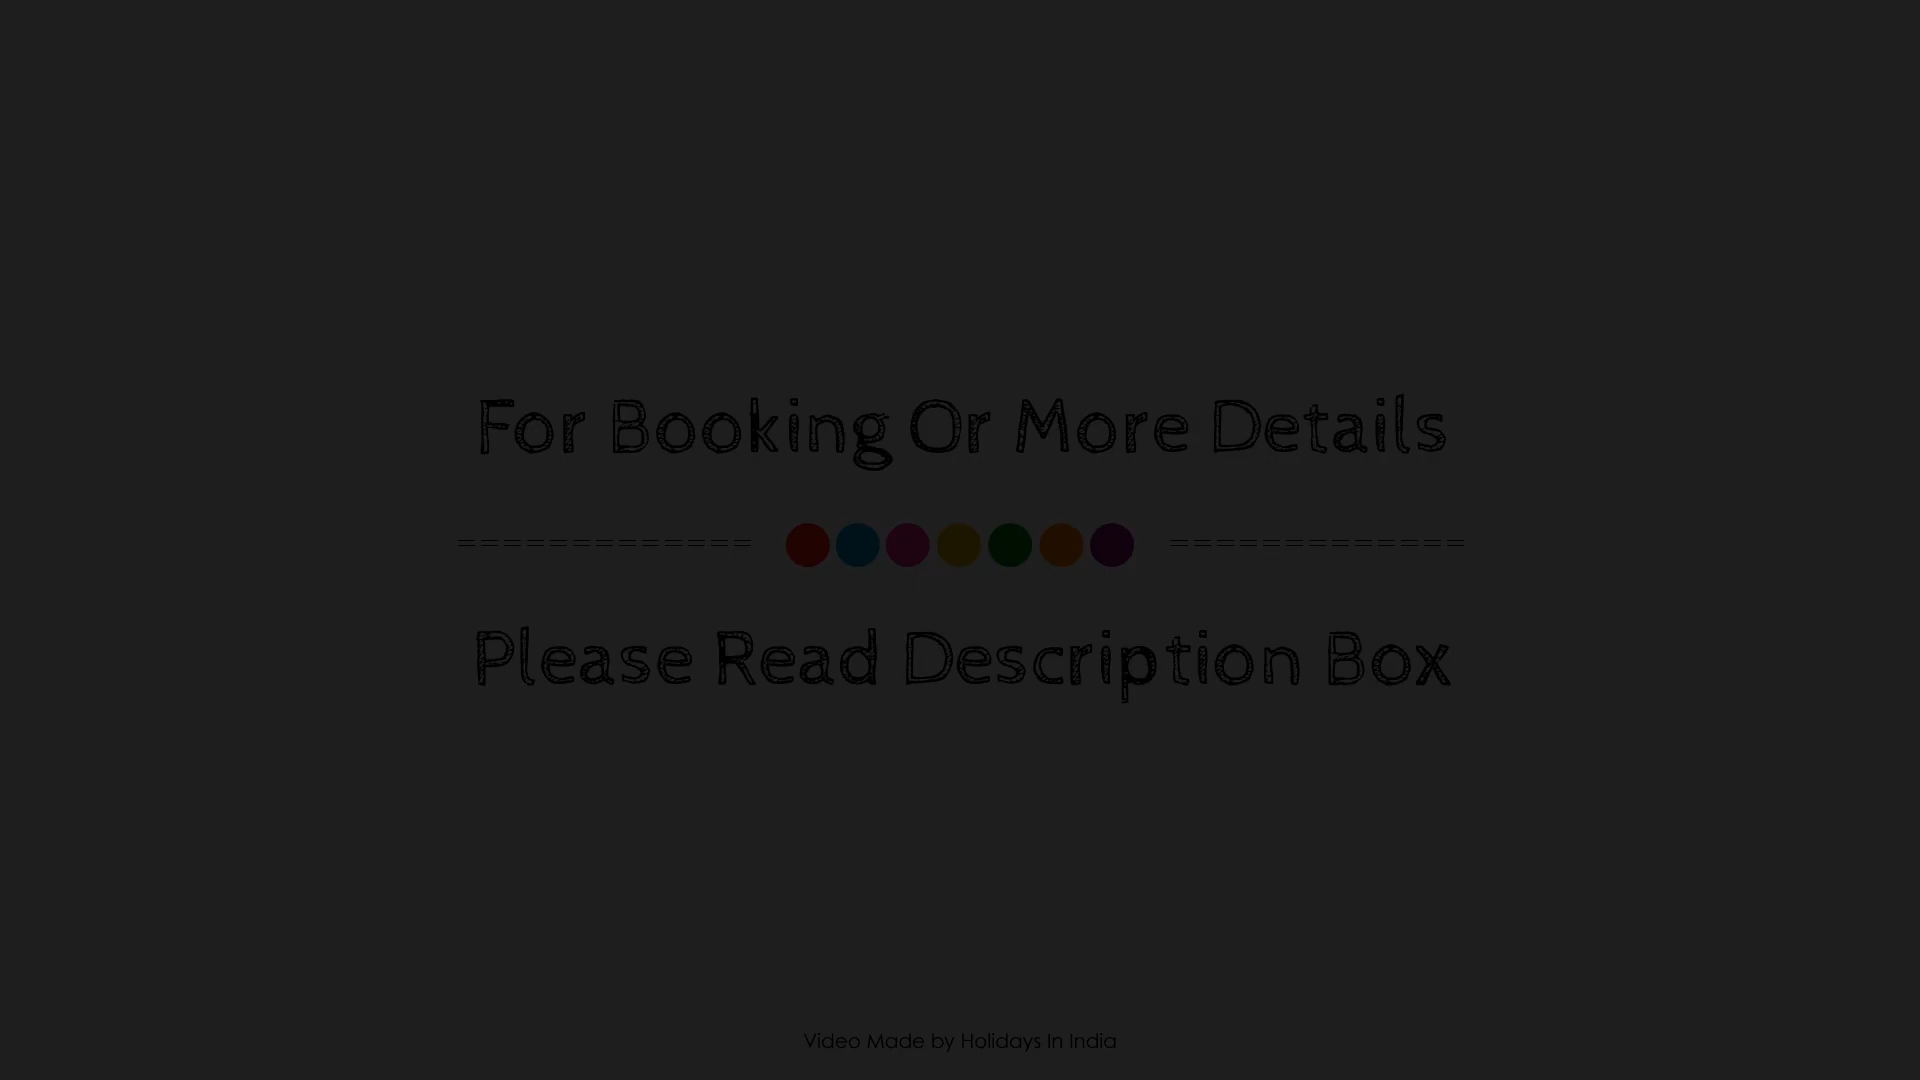 For Booking Or More Details
============= =============
Please Read Description Box
Video Made by Holidays In India